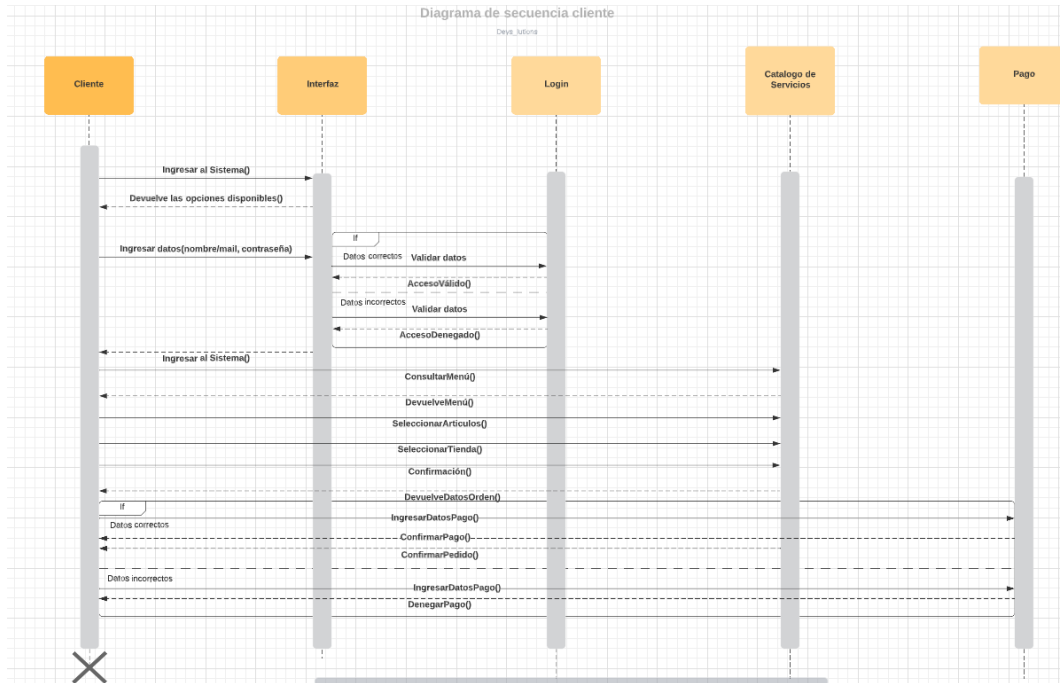 Diagrama de secuencia cliente
Cliente
Interfaz
Login
Catalogo de
Servicios
Pago
Ingresar al Sistema()
Devuelve las opciones disponibles()
If
Ingresar datos(nombre/mail, contraseña)
Datos correctos
Validar datos
AccesoVálido()
Datos incorrectos
Validar datos
AccesoDenegado()
Ingresar al Sistema()
ConsultarMenú()
DevuelveMenú()
SeleccionarArticulos()
SeleccionarTienda()
Confirmación()
DevuelveDatosOrden()
If
IngresarDatosPago()
Datos correctos
ConfirmarPago()
ConfirmarPedido()
Datos incorrectos
IngresarDatosPago()
DenegarPago()